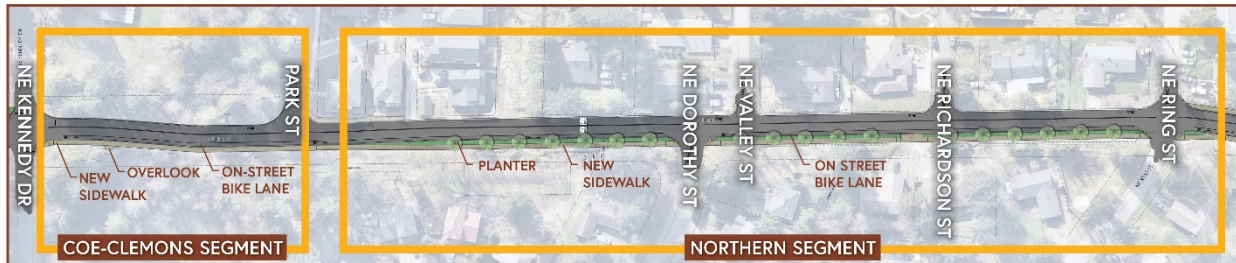 NE KENNEDY DR
PARK ST
NE DOROTHY ST
NE VALLEY ST
NE RICHARDSON ST
NE RING ST
NEW
SIDEWALK
OVERLOOK
ON-STREET
BIKE LANE
PLANTER
NEW
SIDEWALK
ON STREET
BIKE LANE
COE-CLEMONS SEGMENT
NORTHERN SEGMENT